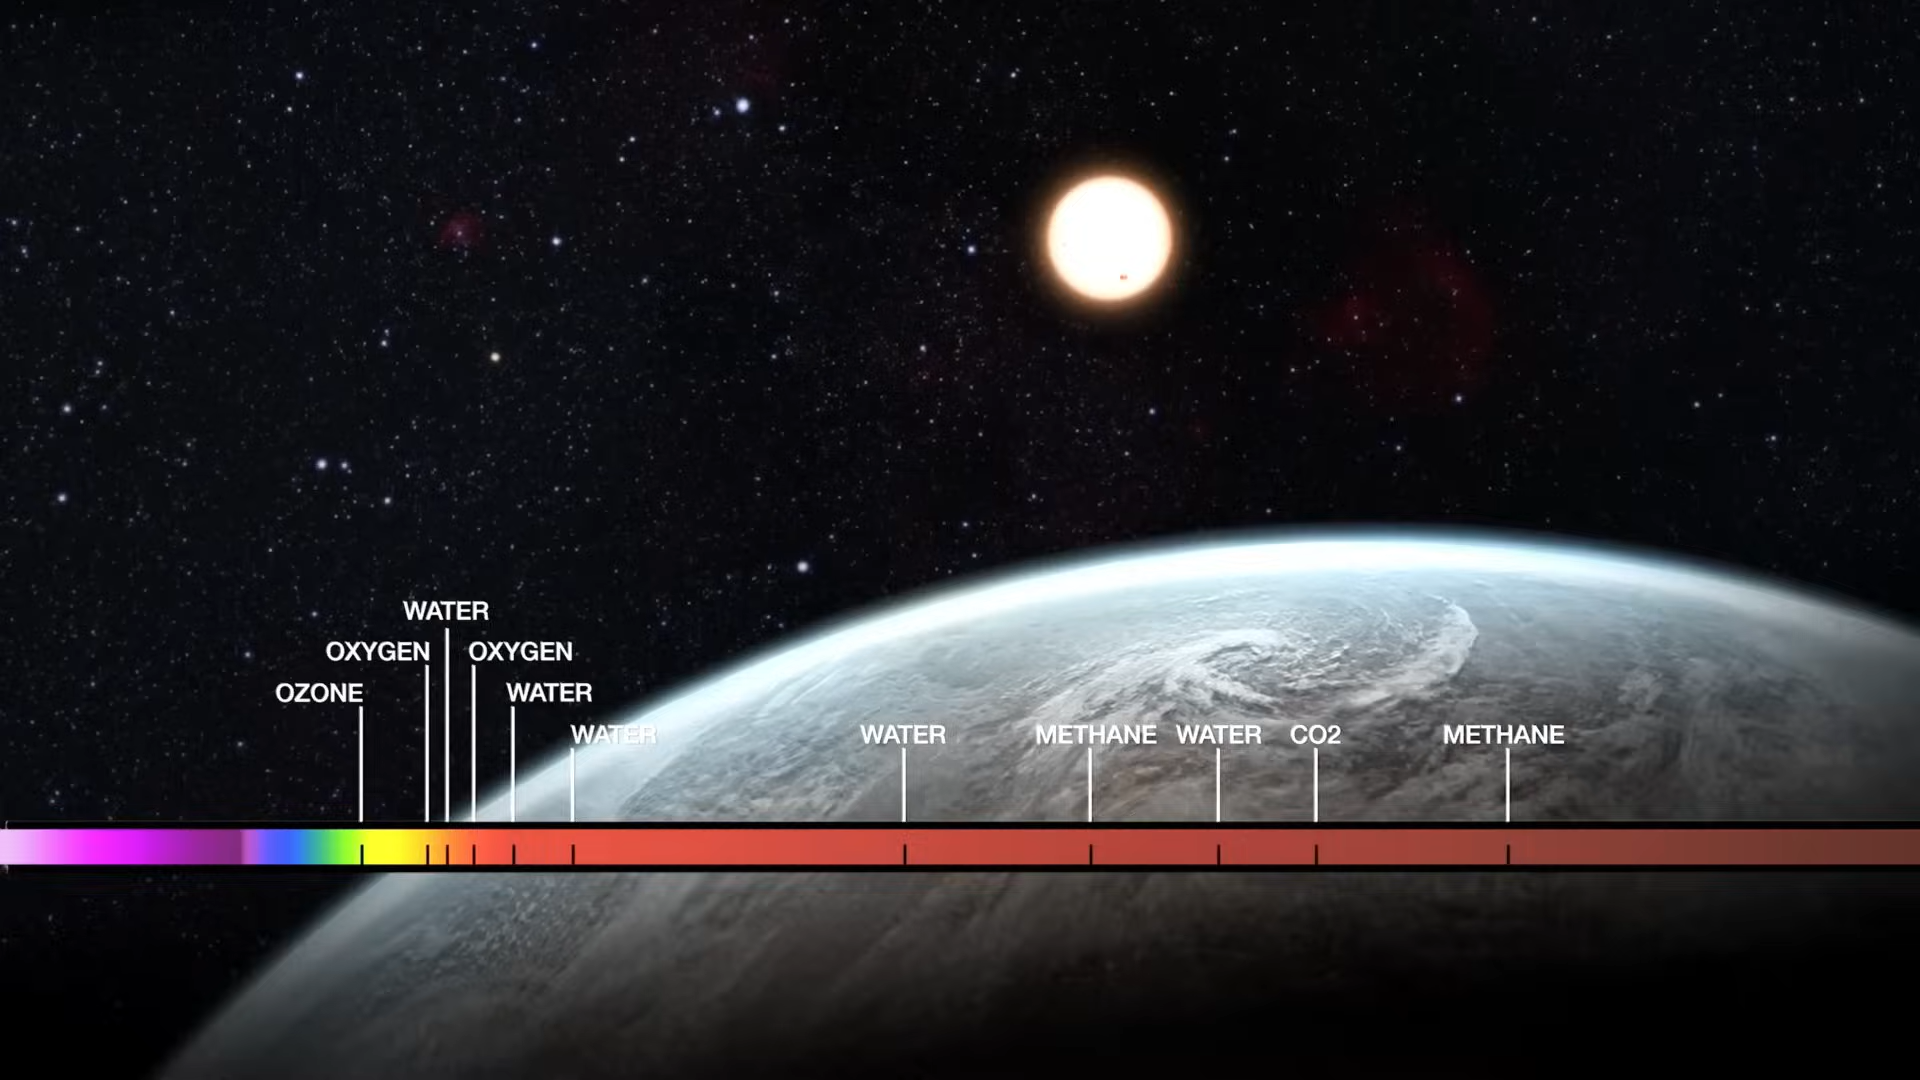 WATER
OXYGEN OXYGEN
OZONE WATER
WATER WATER METHANE WATER CO2 METHANE